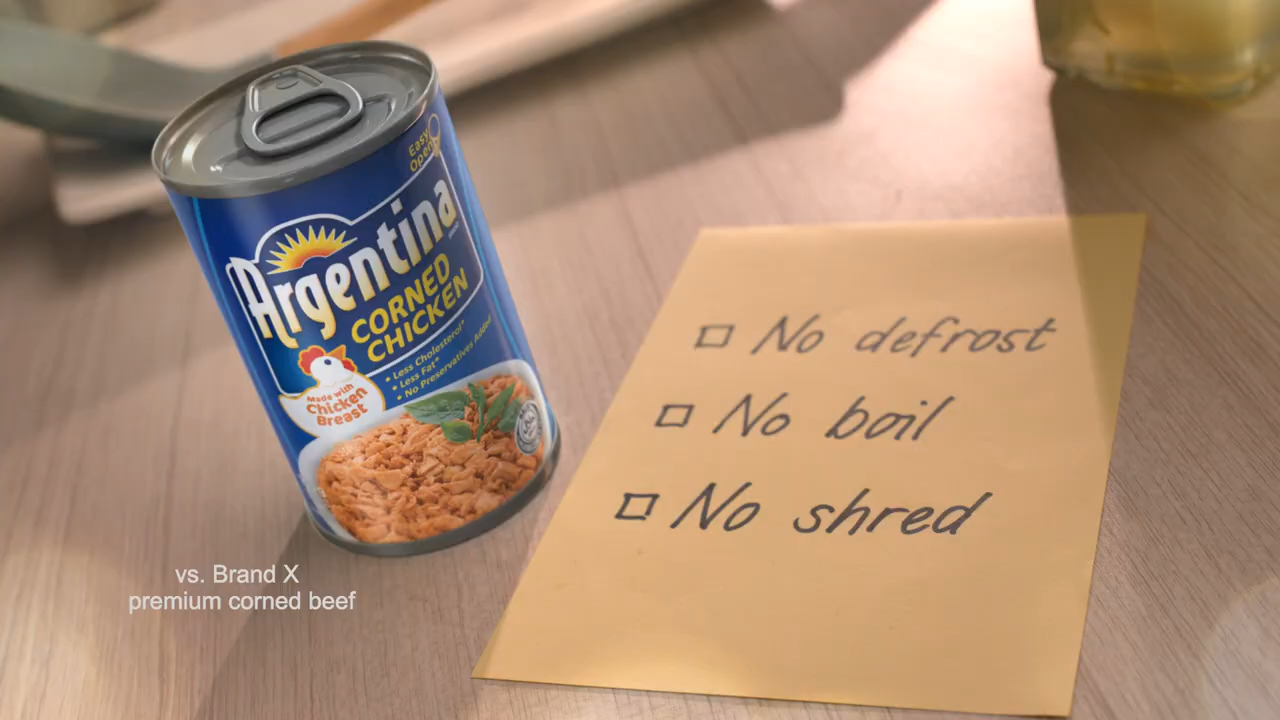 Easy
Open
Argentina
CORNED
CHICKEN
• Less Cholesterol*
• Less Fat*
• No Preservatives Added
Made with
Chicken
Breast
□ No defrost
□ No boil
□ No shred
vs. Brand X
premium corned beef